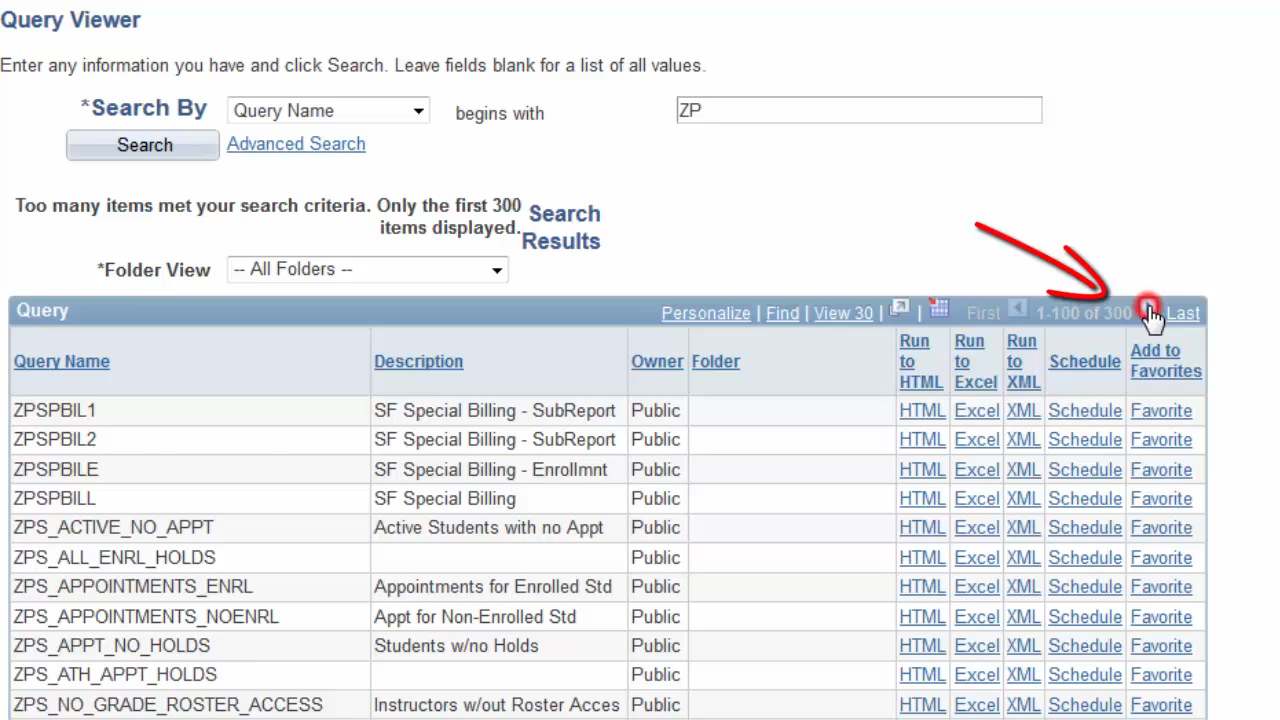 Query Viewer
Enter any information you have and click Search. Leave fields blank for a list of all values.
*Search By Query Name begins with ZP
Search Advanced Search
Too many items met your search criteria. Only the first 300 items displayed. Search Results
*Folder View -- All Folders --
Query Personalize | Find | View 30 | | First 1-100 of 300 Last
Query Name Description Owner Folder Run to HTML Run to Excel Run to XML Schedule Add to Favorites
ZPSPBIL1 SF Special Billing - SubReport Public HTML Excel XML Schedule Favorite
ZPSPBIL2 SF Special Billing - SubReport Public HTML Excel XML Schedule Favorite
ZPSPBILE SF Special Billing - Enrollmnt Public HTML Excel XML Schedule Favorite
ZPSPBILL SF Special Billing Public HTML Excel XML Schedule Favorite
ZPS_ACTIVE_NO_APPT Active Students with no Appt Public HTML Excel XML Schedule Favorite
ZPS_ALL_ENRL_HOLDS Public HTML Excel XML Schedule Favorite
ZPS_APPOINTMENTS_ENRL Appointments for Enrolled Std Public HTML Excel XML Schedule Favorite
ZPS_APPOINTMENTS_NOENRL Appt for Non-Enrolled Std Public HTML Excel XML Schedule Favorite
ZPS_APPT_NO_HOLDS Students w/no Holds Public HTML Excel XML Schedule Favorite
ZPS_ATH_APPT_HOLDS Public HTML Excel XML Schedule Favorite
ZPS_NO_GRADE_ROSTER_ACCESS Instructors w/out Roster Acces Public HTML Excel XML Schedule Favorite